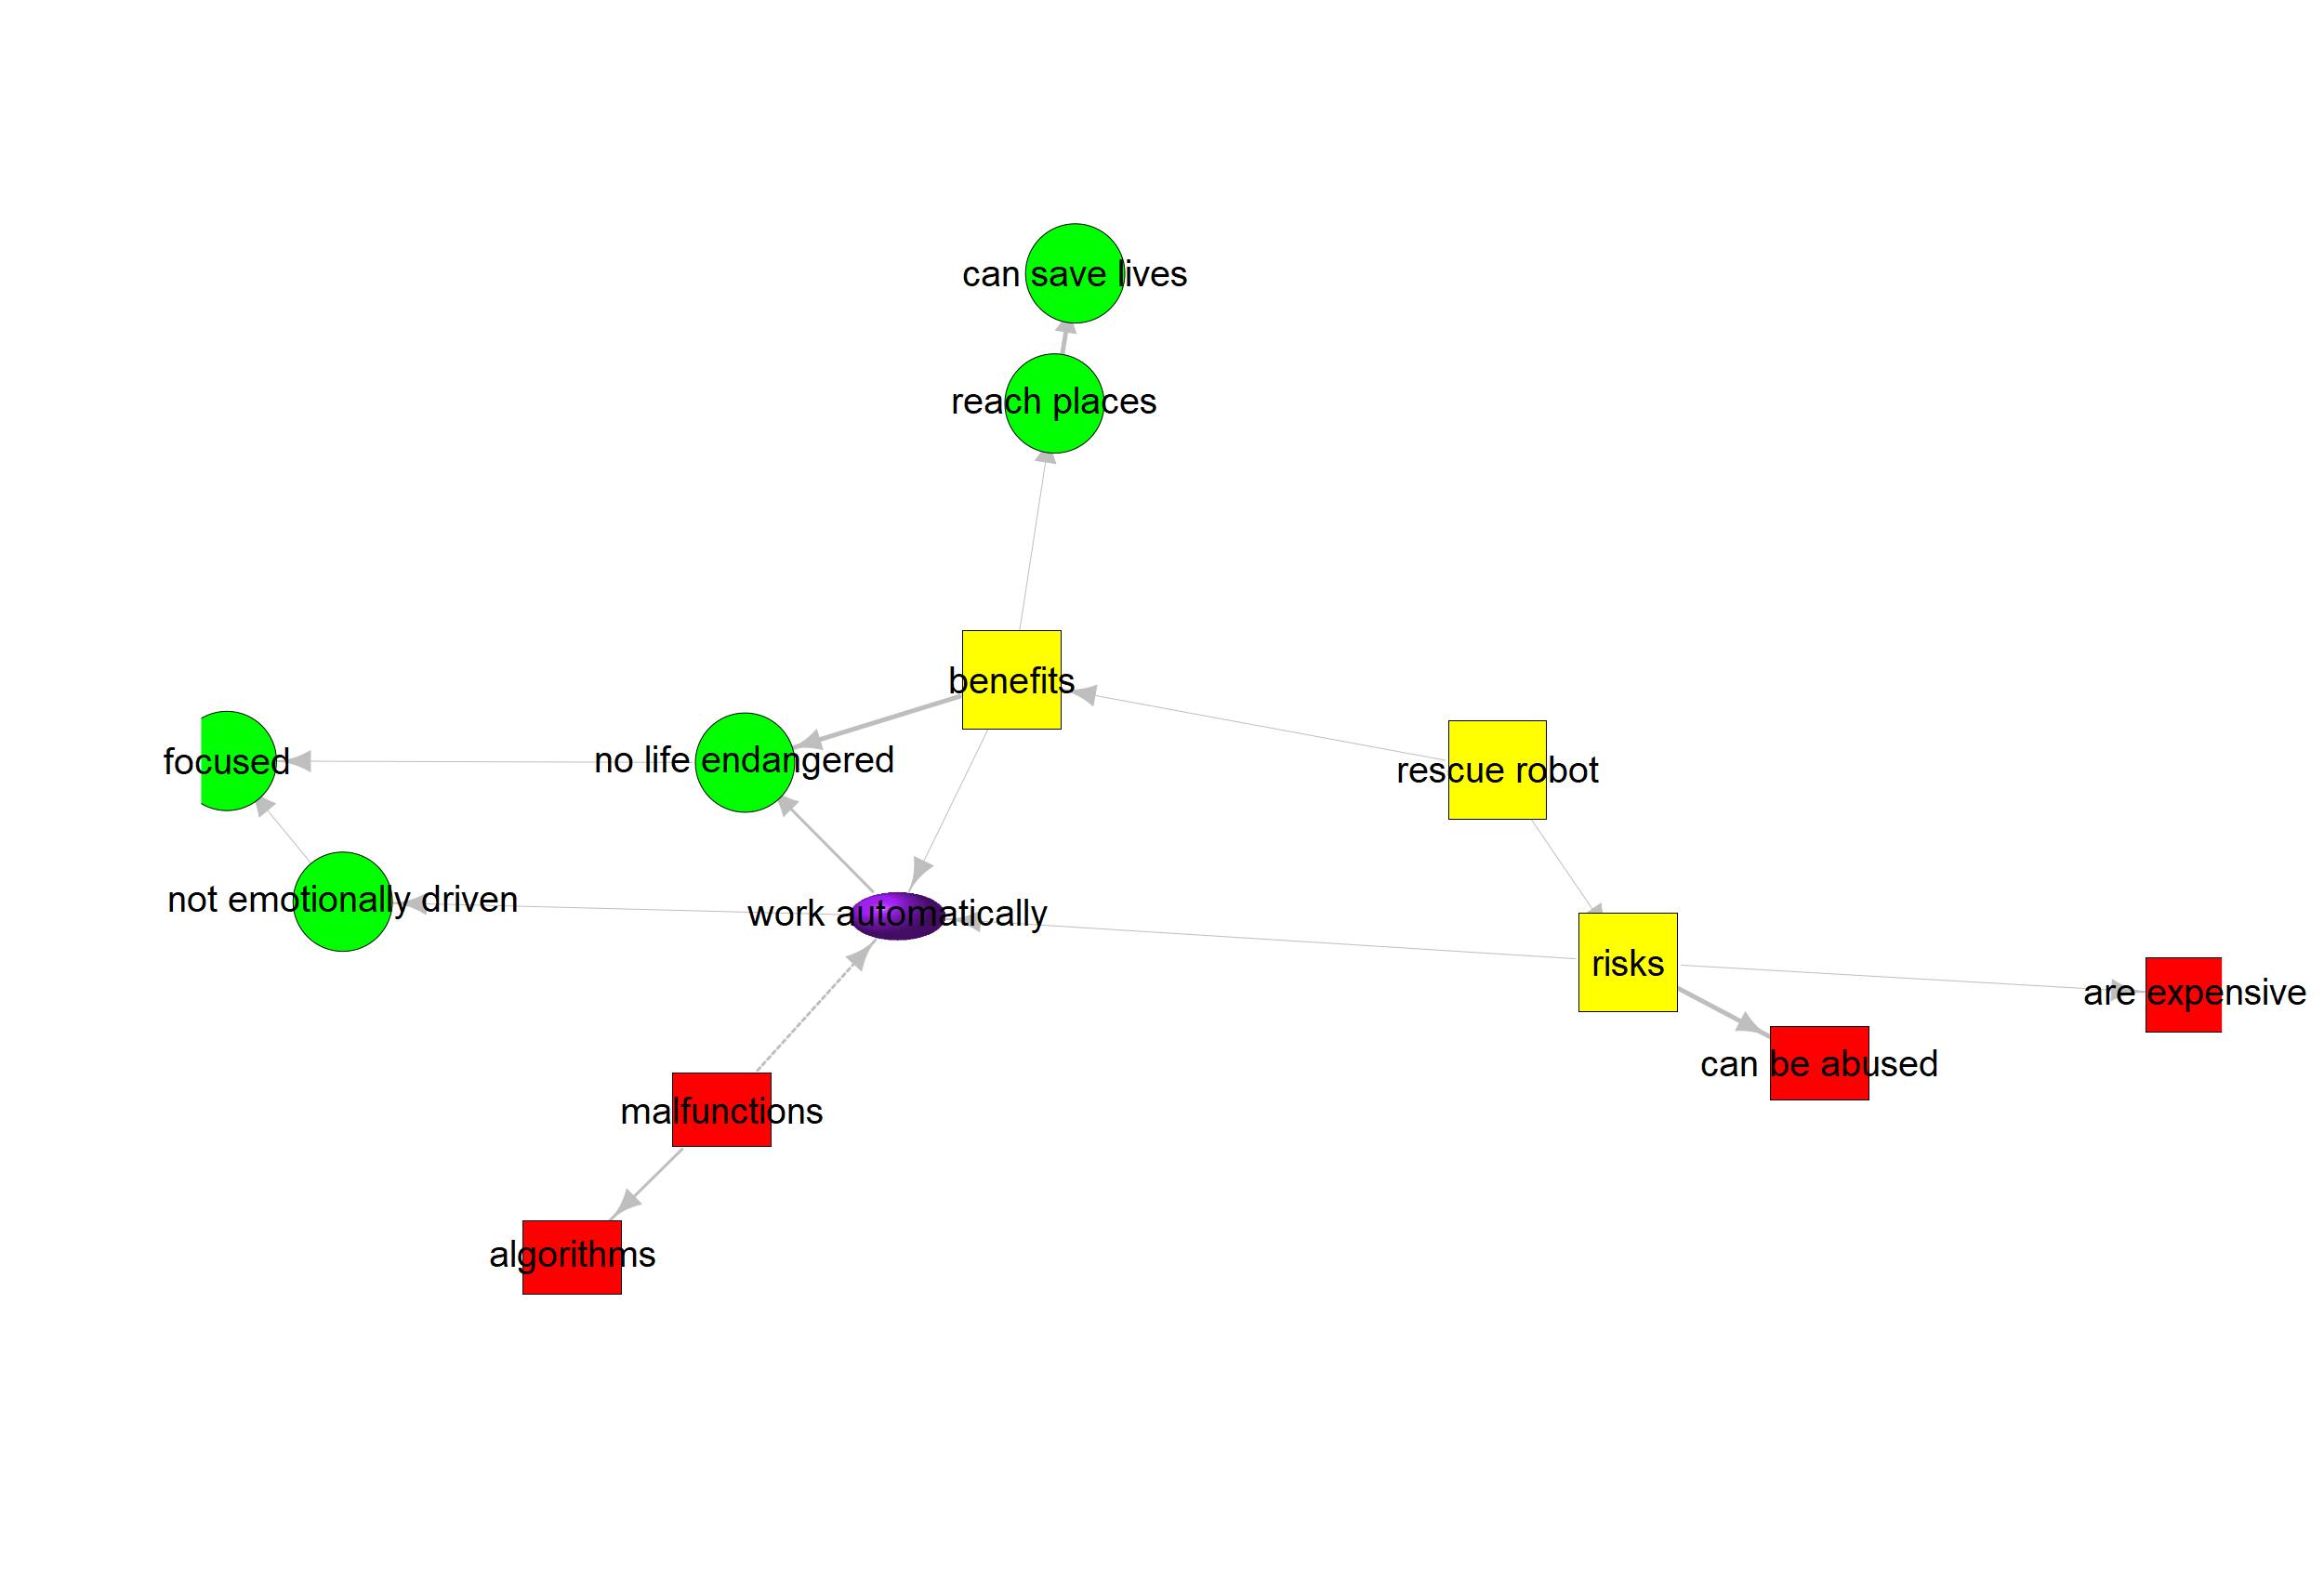 can save lives
reach places
benefits
focused
no life endangered
rescue robot
not emotionally driven
work automatically
risks
are expensive
can be abused
malfunctions
algorithms